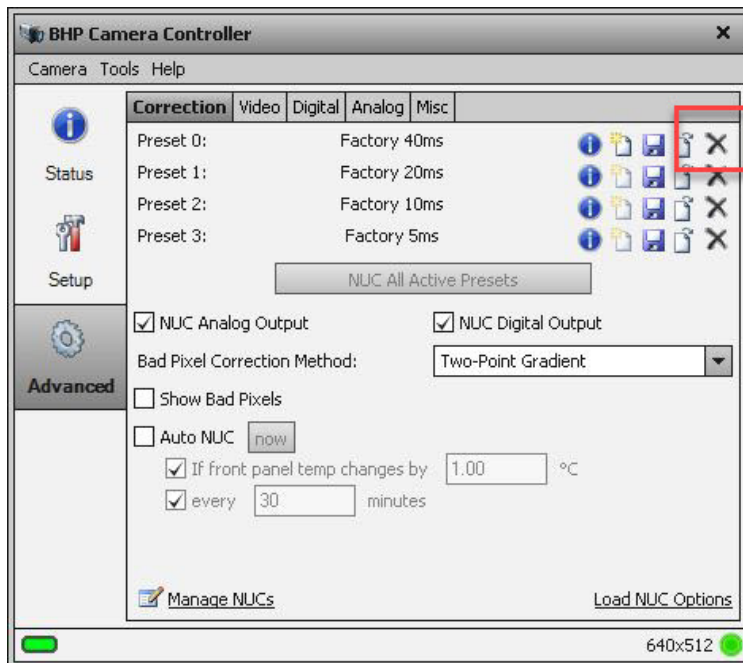 BHP Camera Controller
Camera Tools Help
Status
Setup
Advanced
Correction Video Digital Analog Misc
Preset 0: Factory 40ms
Preset 1: Factory 20ms
Preset 2: Factory 10ms
Preset 3: Factory 5ms
NUC All Active Presets
NUC Analog Output NUC Digital Output
Bad Pixel Correction Method: Two-Point Gradient
Show Bad Pixels
Auto NUC now
If front panel temp changes by 1.00 °C
every 30 minutes
Manage NUCs Load NUC Options
640x512